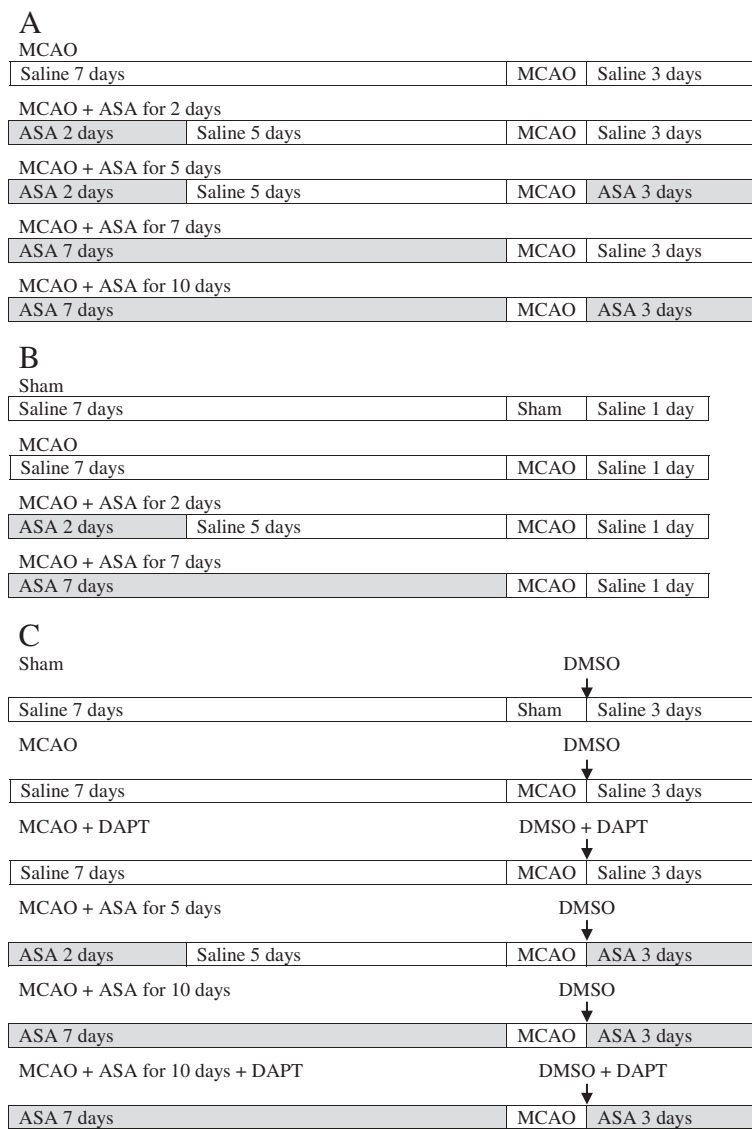 A
MCAO
Saline 7 days MCAO Saline 3 days
MCAO + ASA for 2 days
ASA 2 days Saline 5 days MCAO Saline 3 days
MCAO + ASA for 5 days
ASA 2 days Saline 5 days MCAO ASA 3 days
MCAO + ASA for 7 days
ASA 7 days MCAO Saline 3 days
MCAO + ASA for 10 days
ASA 7 days MCAO ASA 3 days
B
Sham
Saline 7 days Sham Saline 1 day
MCAO
Saline 7 days MCAO Saline 1 day
MCAO + ASA for 2 days
ASA 2 days Saline 5 days MCAO Saline 1 day
MCAO + ASA for 7 days
ASA 7 days MCAO Saline 1 day
C
Sham DMSO
Saline 7 days Sham Saline 3 days
MCAO DMSO
Saline 7 days MCAO Saline 3 days
MCAO + DAPT DMSO + DAPT
Saline 7 days MCAO Saline 3 days
MCAO + ASA for 5 days DMSO
ASA 2 days Saline 5 days MCAO ASA 3 days
MCAO + ASA for 10 days DMSO
ASA 7 days MCAO ASA 3 days
MCAO + ASA for 10 days + DAPT DMSO + DAPT
ASA 7 days MCAO ASA 3 days